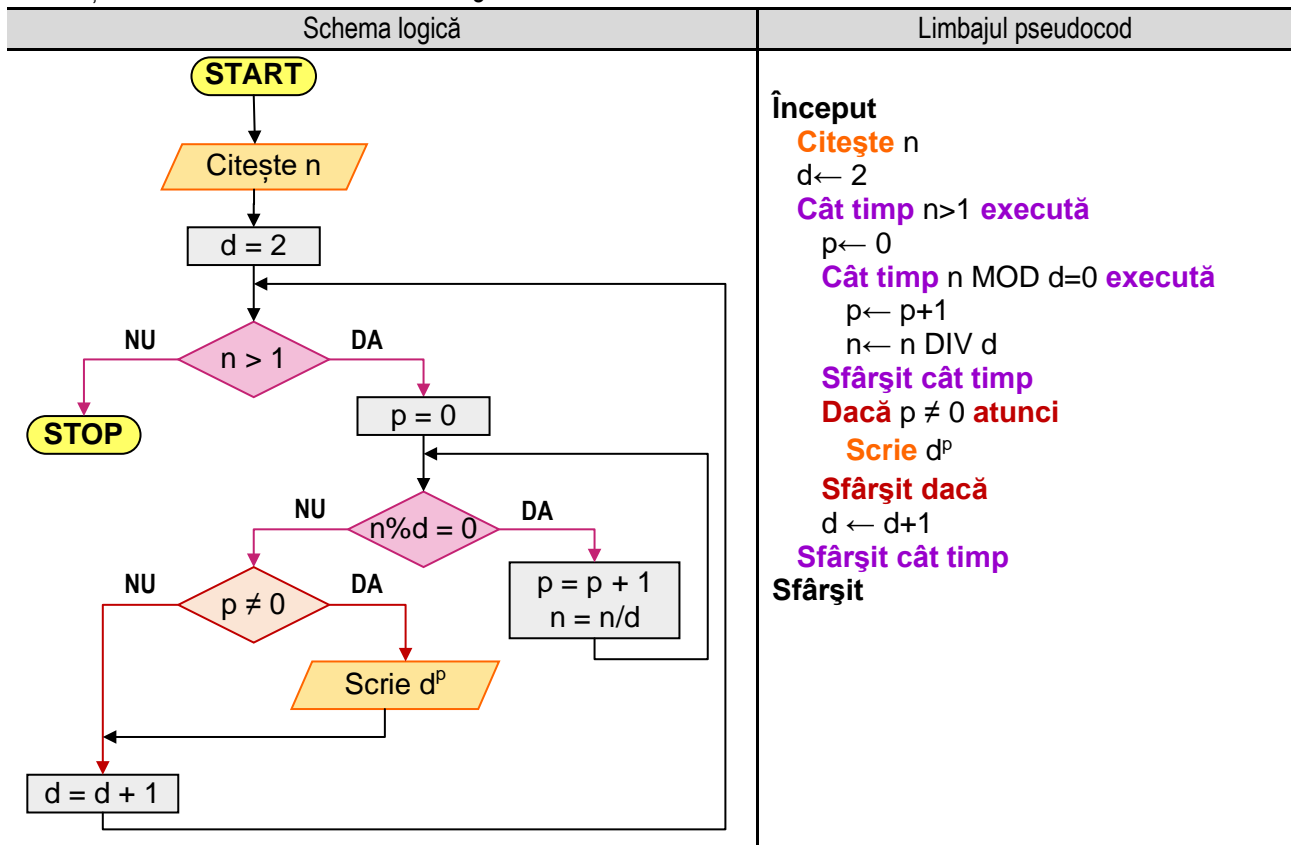 Schema logică
Limbajul pseudocod
START
Citește n
d = 2
NU
DA
n > 1
STOP
p = 0
NU
DA
n%d = 0
NU
DA
p ≠ 0
p = p + 1
n = n/d
Scrie dᵖ
d = d + 1
Început
Citeşte n
d← 2
Cât timp n>1 execută
p← 0
Cât timp n MOD d=0 execută
p← p+1
n← n DIV d
Sfârşit cât timp
Dacă p ≠ 0 atunci
Scrie dᵖ
Sfârşit dacă
d ← d+1
Sfârşit cât timp
Sfârşit